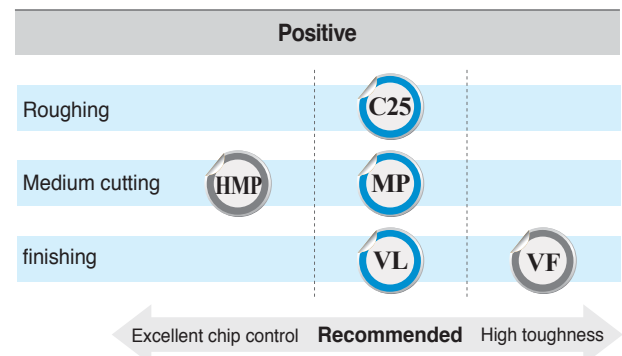 Positive
Roughing C25
Medium cutting HMP MP
finishing VL VF
Excellent chip control Recommended High toughness